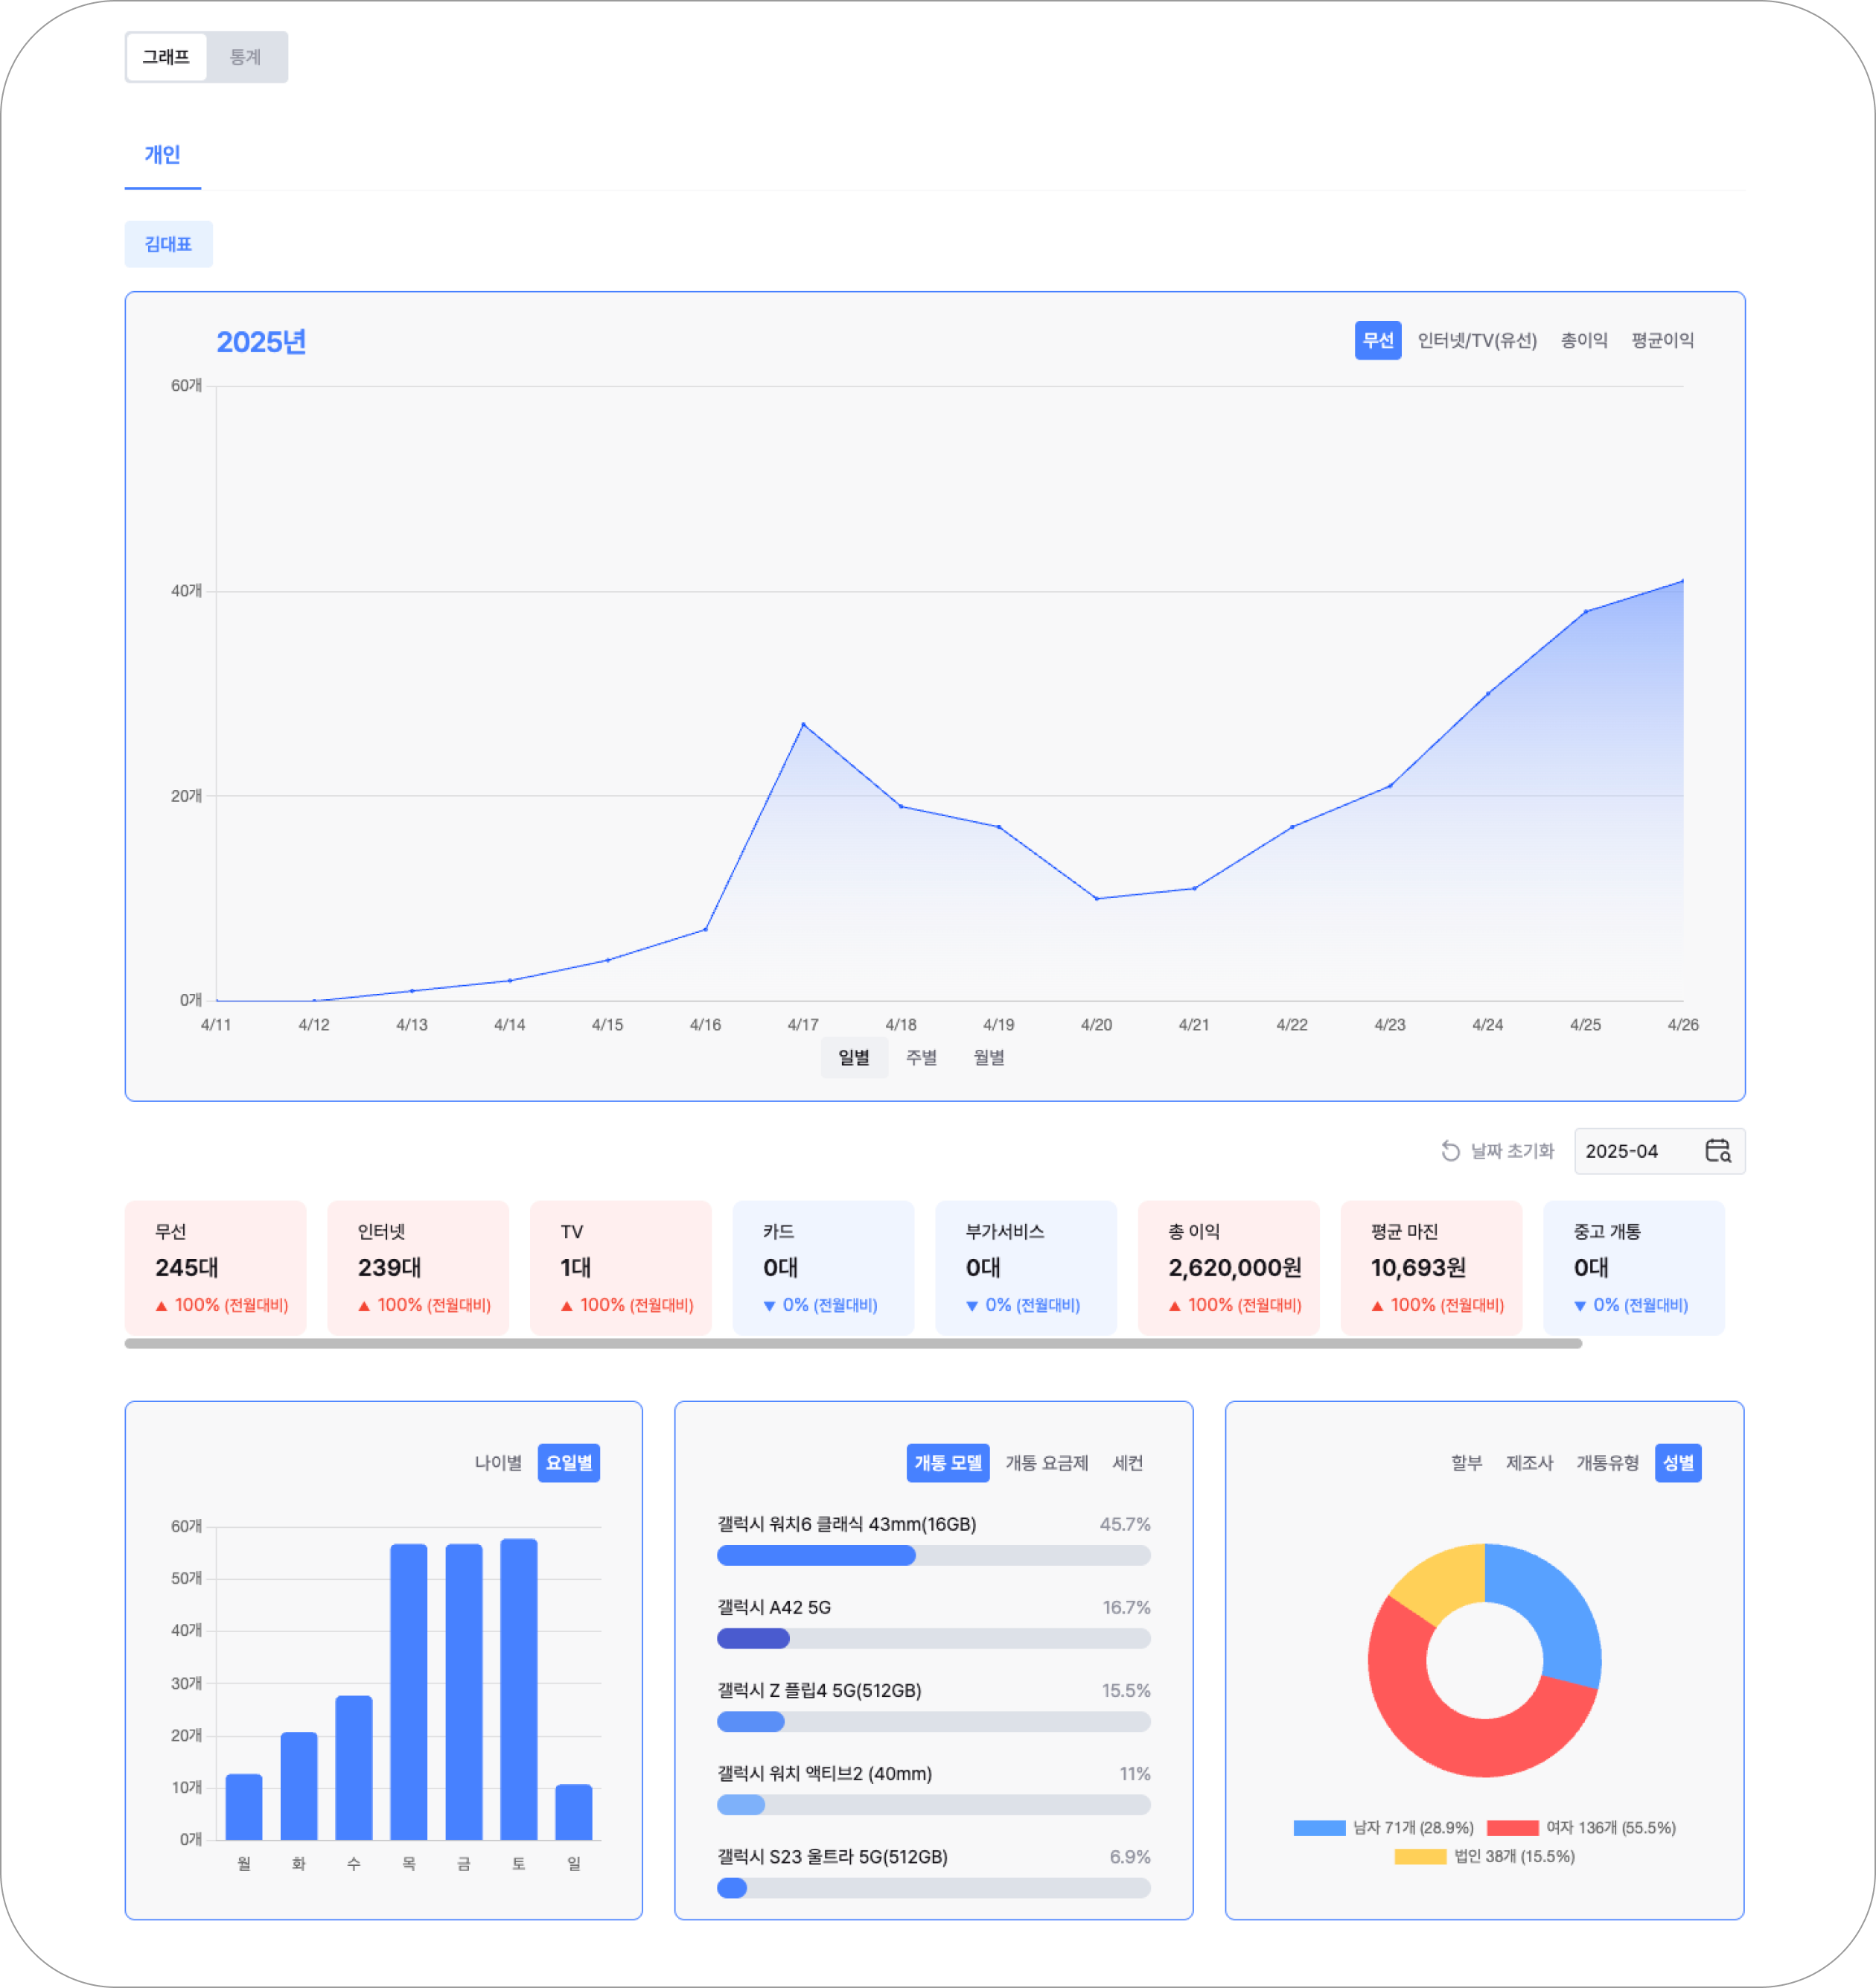 그래프 통계
개인
김대표
2025년 무선 인터넷/TV(유선) 총이익 평균이익
60개
40개
20개
0개
4/11 4/12 4/13 4/14 4/15 4/16 4/17 4/18 4/19 4/20 4/21 4/22 4/23 4/24 4/25 4/26
일별 주별 월별
날짜 초기화 2025-04
무선
245대
▲ 100% (전월대비)
인터넷
239대
▲ 100% (전월대비)
TV
1대
▲ 100% (전월대비)
카드
0대
▼ 0% (전월대비)
부가서비스
0대
▼ 0% (전월대비)
총 이익
2,620,000원
▲ 100% (전월대비)
평균 마진
10,693원
▲ 100% (전월대비)
중고 개통
0대
▼ 0% (전월대비)
나이별 요일별
60개
50개
40개
30개
20개
10개
0개
월 화 수 목 금 토 일
개통 모델 개통 요금제 세컨
갤럭시 워치6 클래식 43mm(16GB) 45.7%
갤럭시 A42 5G 16.7%
갤럭시 Z 플립4 5G(512GB) 15.5%
갤럭시 워치 액티브2 (40mm) 11%
갤럭시 S23 울트라 5G(512GB) 6.9%
할부 제조사 개통유형 성별
남자 71개 (28.9%) 여자 136개 (55.5%)
법인 38개 (15.5%)